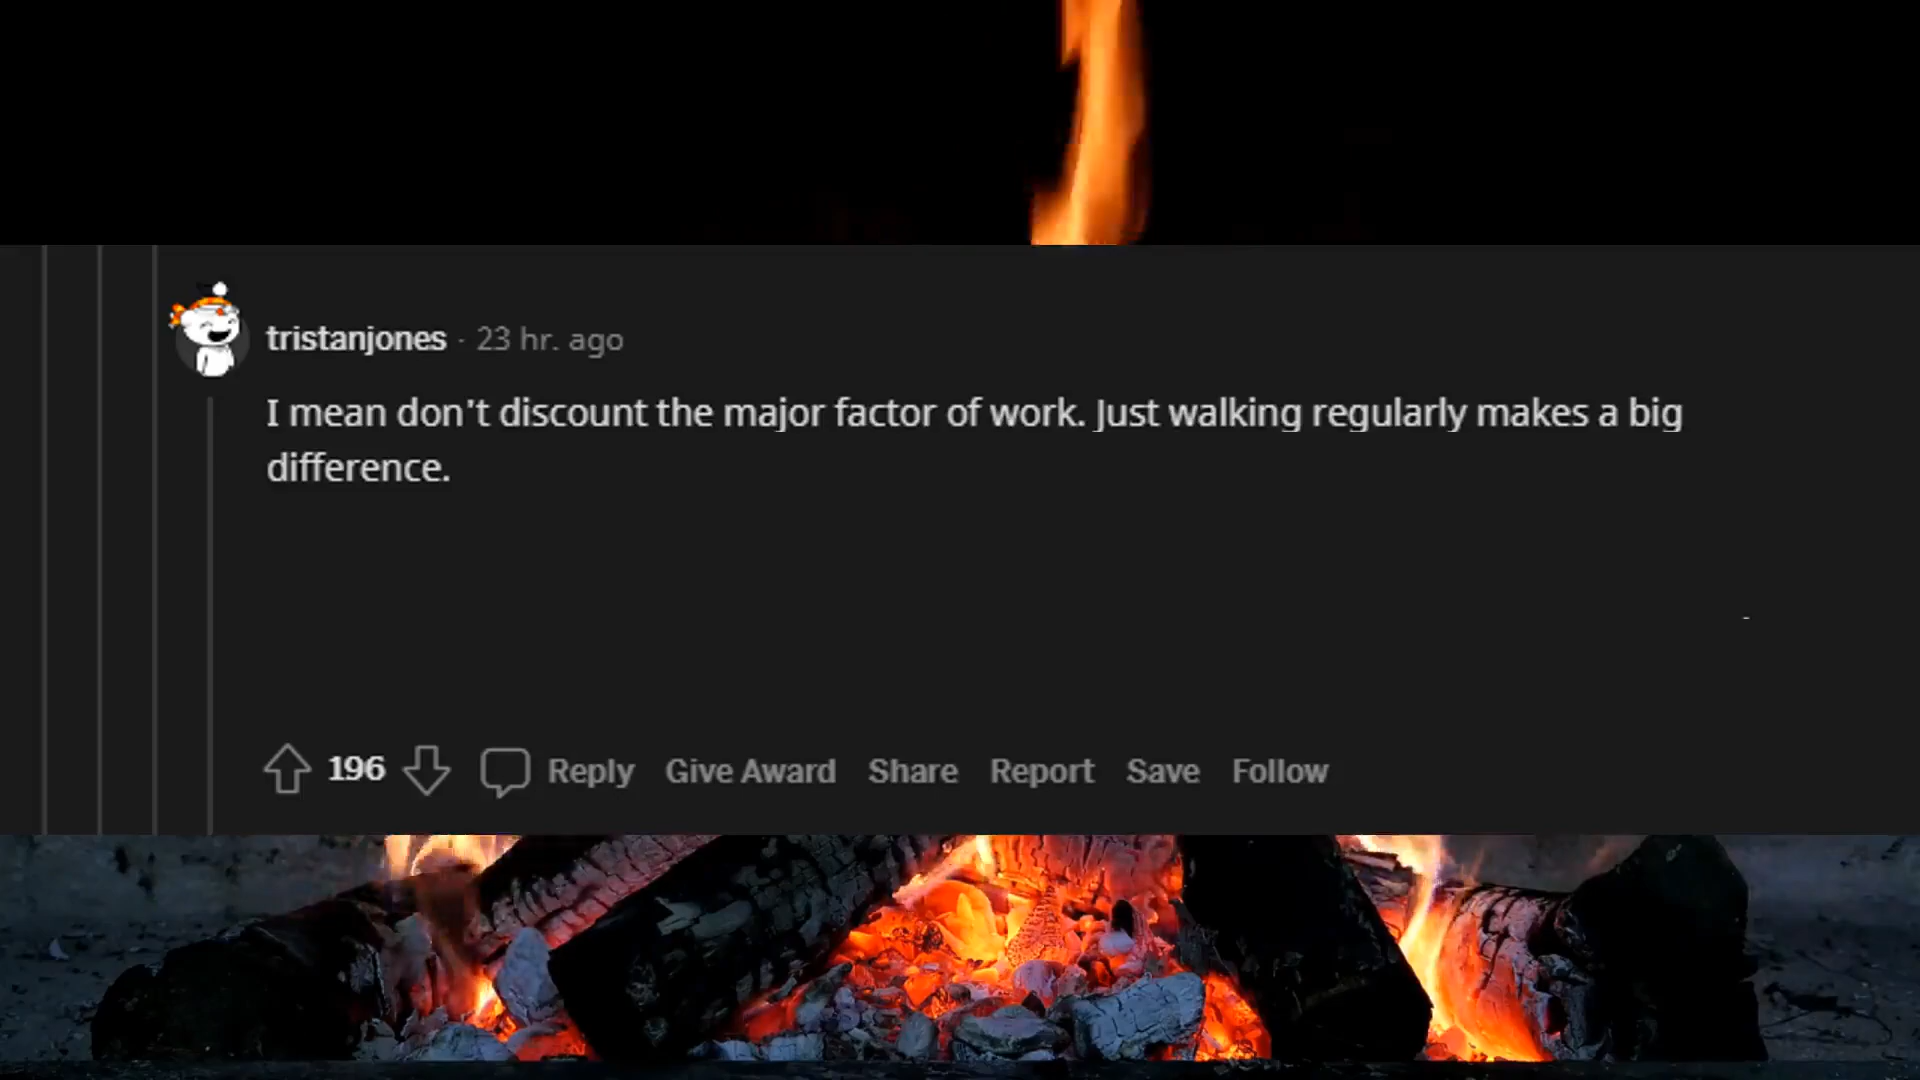 tristanjones · 23 hr. ago
I mean don't discount the major factor of work. Just walking regularly makes a big
difference.
196 Reply Give Award Share Report Save Follow